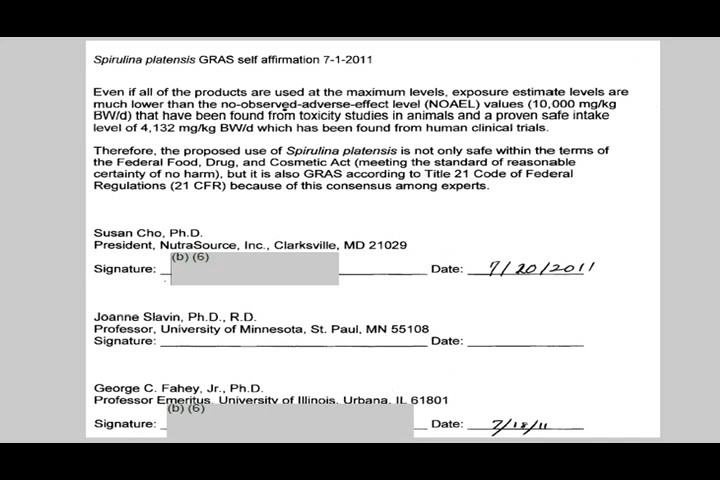 Spirulina platensis GRAS self affirmation 7-1-2011
Even if all of the products are used at the maximum levels, exposure estimate levels are
much lower than the no-observed-adverse-effect level (NOAEL) values (10,000 mg/kg
BW/d) that have been found from toxicity studies in animals and a proven safe intake
level of 4,132 mg/kg BW/d which has been found from human clinical trials.
Therefore, the proposed use of Spirulina platensis is not only safe within the terms of
the Federal Food, Drug, and Cosmetic Act (meeting the standard of reasonable
certainty of no harm), but it is also GRAS according to Title 21 Code of Federal
Regulations (21 CFR) because of this consensus among experts.
Susan Cho, Ph.D.
President, NutraSource, Inc., Clarksville, MD 21029
(b) (6)
Signature: Date: 7/20/2011
Joanne Slavin, Ph.D., R.D.
Professor, University of Minnesota, St. Paul, MN 55108
Signature: Date:
George C. Fahey, Jr., Ph.D.
Professor Emeritus, University of Illinois, Urbana, IL 61801
(b) (6)
Signature: Date: 7/18/11